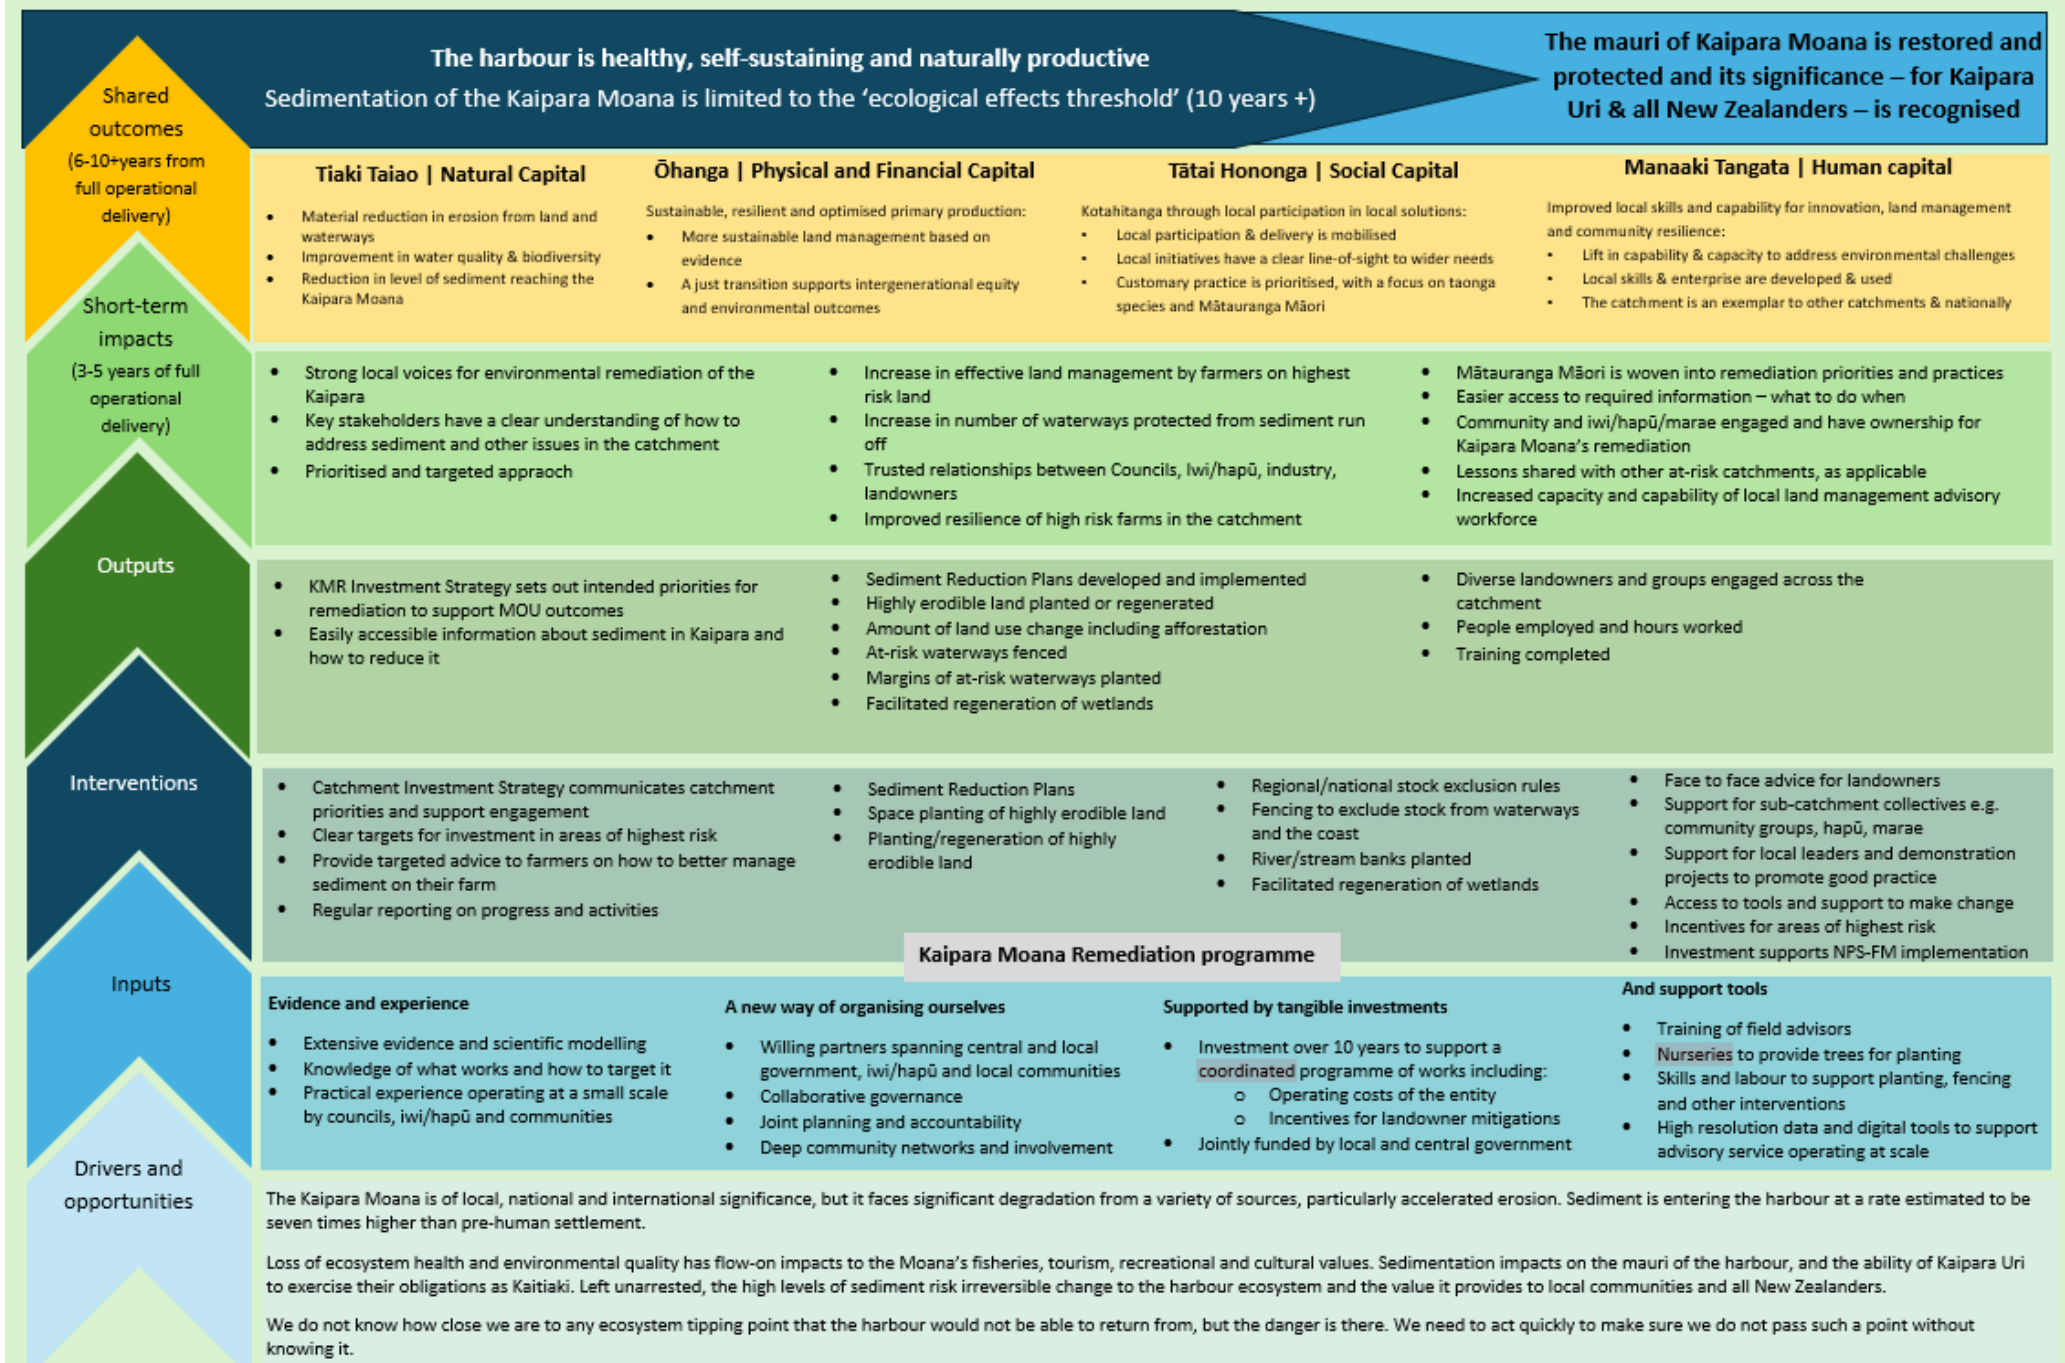 The harbour is healthy, self-sustaining and naturally productive
Sedimentation of the Kaipara Moana is limited to the ‘ecological effects threshold’ (10 years +)
The mauri of Kaipara Moana is restored and
protected and its significance – for Kaipara
Uri & all New Zealanders – is recognised
Shared
outcomes
(6-10+years from
full operational
delivery)
Tiaki Taiao | Natural Capital
• Material reduction in erosion from land and
waterways
• Improvement in water quality & biodiversity
• Reduction in level of sediment reaching the
Kaipara Moana
Ōhanga | Physical and Financial Capital
Sustainable, resilient and optimised primary production:
• More sustainable land management based on
evidence
• A just transition supports intergenerational equity
and environmental outcomes
Tātai Hononga | Social Capital
Kotahitanga through local participation in local solutions:
• Local participation & delivery is mobilised
• Local initiatives have a clear line-of-sight to wider needs
• Customary practice is prioritised, with a focus on taonga
species and Mātauranga Māori
Manaaki Tangata | Human capital
Improved local skills and capability for innovation, land management
and community resilience:
• Lift in capability & capacity to address environmental challenges
• Local skills & enterprise are developed & used
• The catchment is an exemplar to other catchments & nationally
Short-term
impacts
(3-5 years of full
operational
delivery)
• Strong local voices for environmental remediation of the
Kaipara
• Key stakeholders have a clear understanding of how to
address sediment and other issues in the catchment
• Prioritised and targeted appraoch
• Increase in effective land management by farmers on highest
risk land
• Increase in number of waterways protected from sediment run
off
• Trusted relationships between Councils, Iwi/hapū, industry,
landowners
• Improved resilience of high risk farms in the catchment
• Mātauranga Māori is woven into remediation priorities and practices
• Easier access to required information – what to do when
• Community and iwi/hapū/marae engaged and have ownership for
Kaipara Moana’s remediation
• Lessons shared with other at-risk catchments, as applicable
• Increased capacity and capability of local land management advisory
workforce
Outputs
• KMR Investment Strategy sets out intended priorities for
remediation to support MOU outcomes
• Easily accessible information about sediment in Kaipara and
how to reduce it
• Sediment Reduction Plans developed and implemented
• Highly erodible land planted or regenerated
• Amount of land use change including afforestation
• At-risk waterways fenced
• Margins of at-risk waterways planted
• Facilitated regeneration of wetlands
• Diverse landowners and groups engaged across the
catchment
• People employed and hours worked
• Training completed
Interventions
• Catchment Investment Strategy communicates catchment
priorities and support engagement
• Clear targets for investment in areas of highest risk
• Provide targeted advice to farmers on how to better manage
sediment on their farm
• Regular reporting on progress and activities
• Sediment Reduction Plans
• Space planting of highly erodible land
• Planting/regeneration of highly
erodible land
• Regional/national stock exclusion rules
• Fencing to exclude stock from waterways
and the coast
• River/stream banks planted
• Facilitated regeneration of wetlands
• Face to face advice for landowners
• Support for sub-catchment collectives e.g.
community groups, hapū, marae
• Support for local leaders and demonstration
projects to promote good practice
• Access to tools and support to make change
• Incentives for areas of highest risk
• Investment supports NPS-FM implementation
Kaipara Moana Remediation programme
Inputs
Evidence and experience
• Extensive evidence and scientific modelling
• Knowledge of what works and how to target it
• Practical experience operating at a small scale
by councils, iwi/hapū and communities
A new way of organising ourselves
• Willing partners spanning central and local
government, iwi/hapū and local communities
• Collaborative governance
• Joint planning and accountability
• Deep community networks and involvement
Supported by tangible investments
• Investment over 10 years to support a
coordinated programme of works including:
o Operating costs of the entity
o Incentives for landowner mitigations
• Jointly funded by local and central government
And support tools
• Training of field advisors
• Nurseries to provide trees for planting
• Skills and labour to support planting, fencing
and other interventions
• High resolution data and digital tools to support
advisory service operating at scale
Drivers and
opportunities
The Kaipara Moana is of local, national and international significance, but it faces significant degradation from a variety of sources, particularly accelerated erosion. Sediment is entering the harbour at a rate estimated to be
seven times higher than pre-human settlement.
Loss of ecosystem health and environmental quality has flow-on impacts to the Moana’s fisheries, tourism, recreational and cultural values. Sedimentation impacts on the mauri of the harbour, and the ability of Kaipara Uri
to exercise their obligations as Kaitiaki. Left unarrested, the high levels of sediment risk irreversible change to the harbour ecosystem and the value it provides to local communities and all New Zealanders.
We do not know how close we are to any ecosystem tipping point that the harbour would not be able to return from, but the danger is there. We need to act quickly to make sure we do not pass such a point without
knowing it.